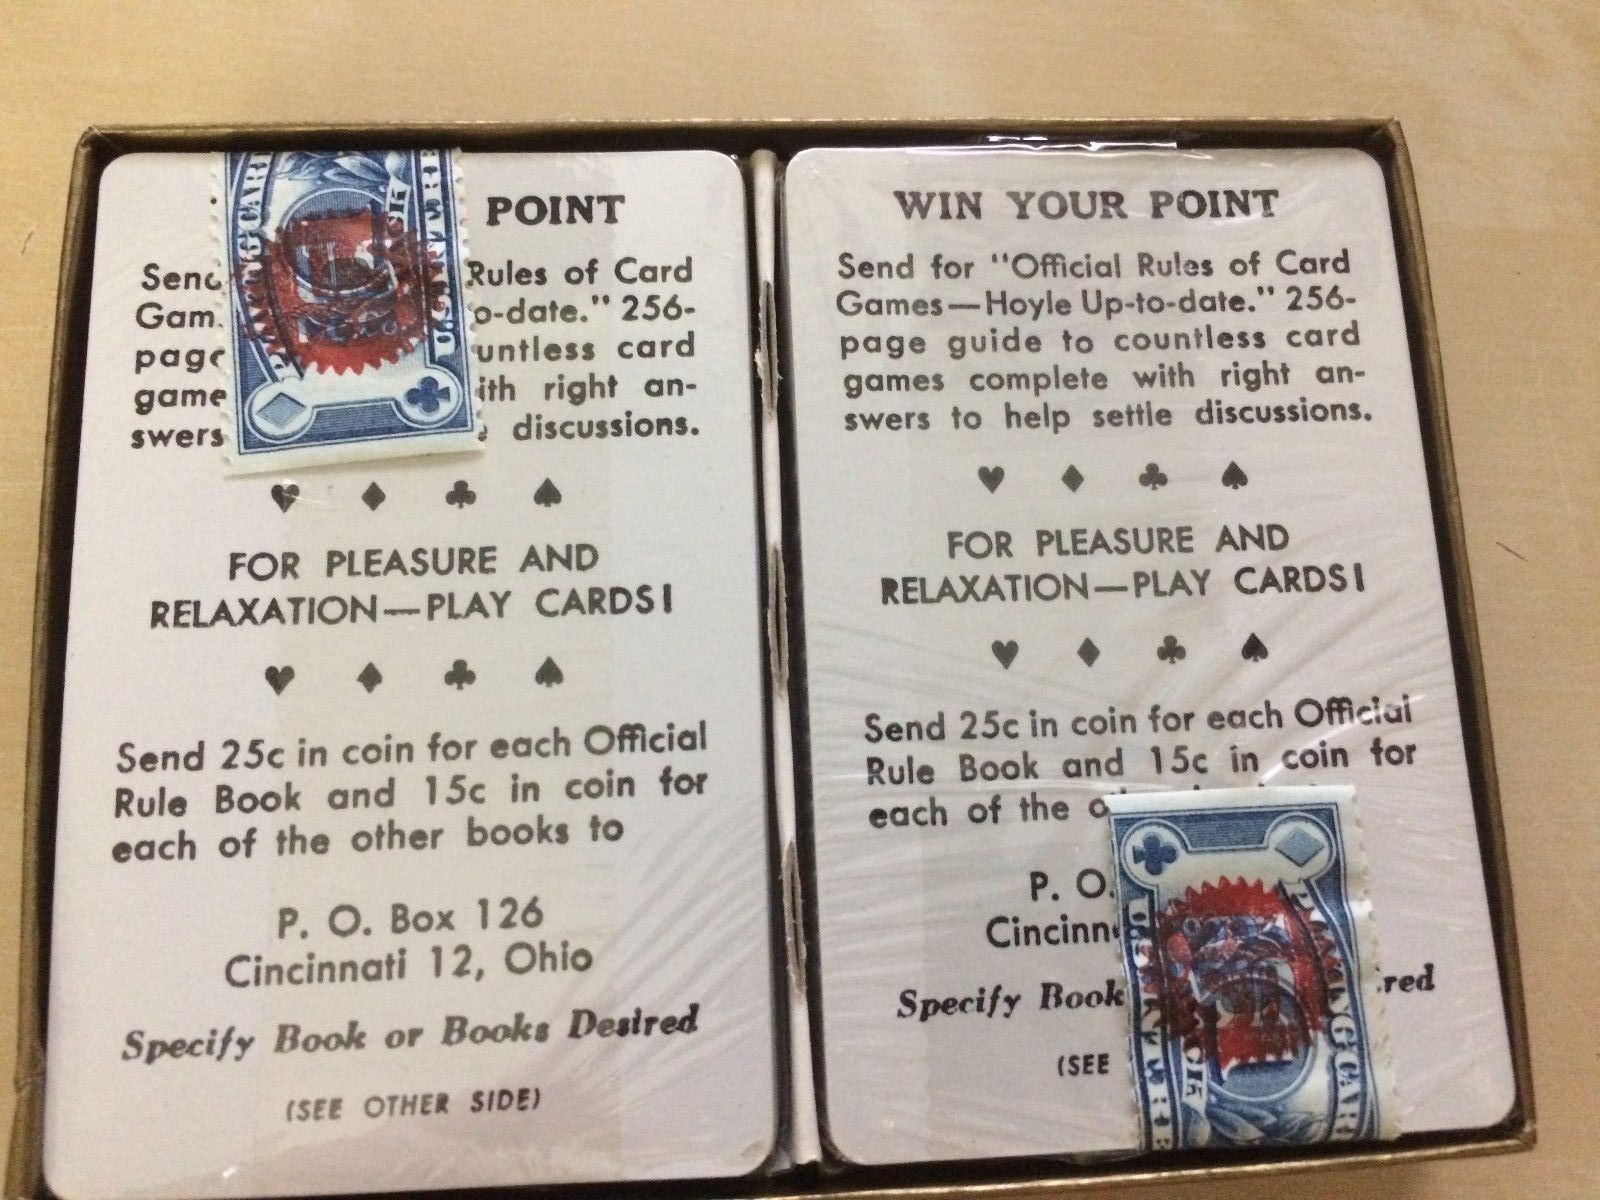 POINT
Rules of Card
o-date." 256-
untless card
game ith right an-
swers discussions.
FOR PLEASURE AND
RELAXATION—PLAY CARDS!
Send 25c in coin for each Official
Rule Book and 15c in coin for
each of the other books to
P. O. Box 126
Cincinnati 12, Ohio
Specify Book or Books Desired
(SEE OTHER SIDE)
WIN YOUR POINT
Send for "Official Rules of Card
Games—Hoyle Up-to-date." 256-
page guide to countless card
games complete with right an-
swers to help settle discussions.
FOR PLEASURE AND
RELAXATION—PLAY CARDS!
Send 25c in coin for each Official
Rule Book and 15c in coin for
each of the o
P. O.
Cincinn
Specify Book red
(SEE